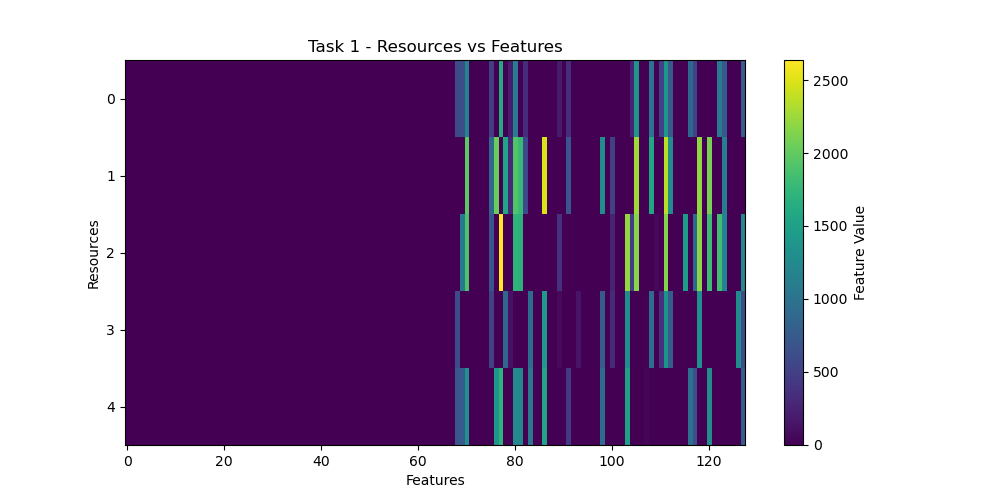 Task 1 - Resources vs Features
0
1
2
3
4
Resources
0 20 40 60 80 100 120
Features
2500
2000
1500
1000
500
0
Feature Value